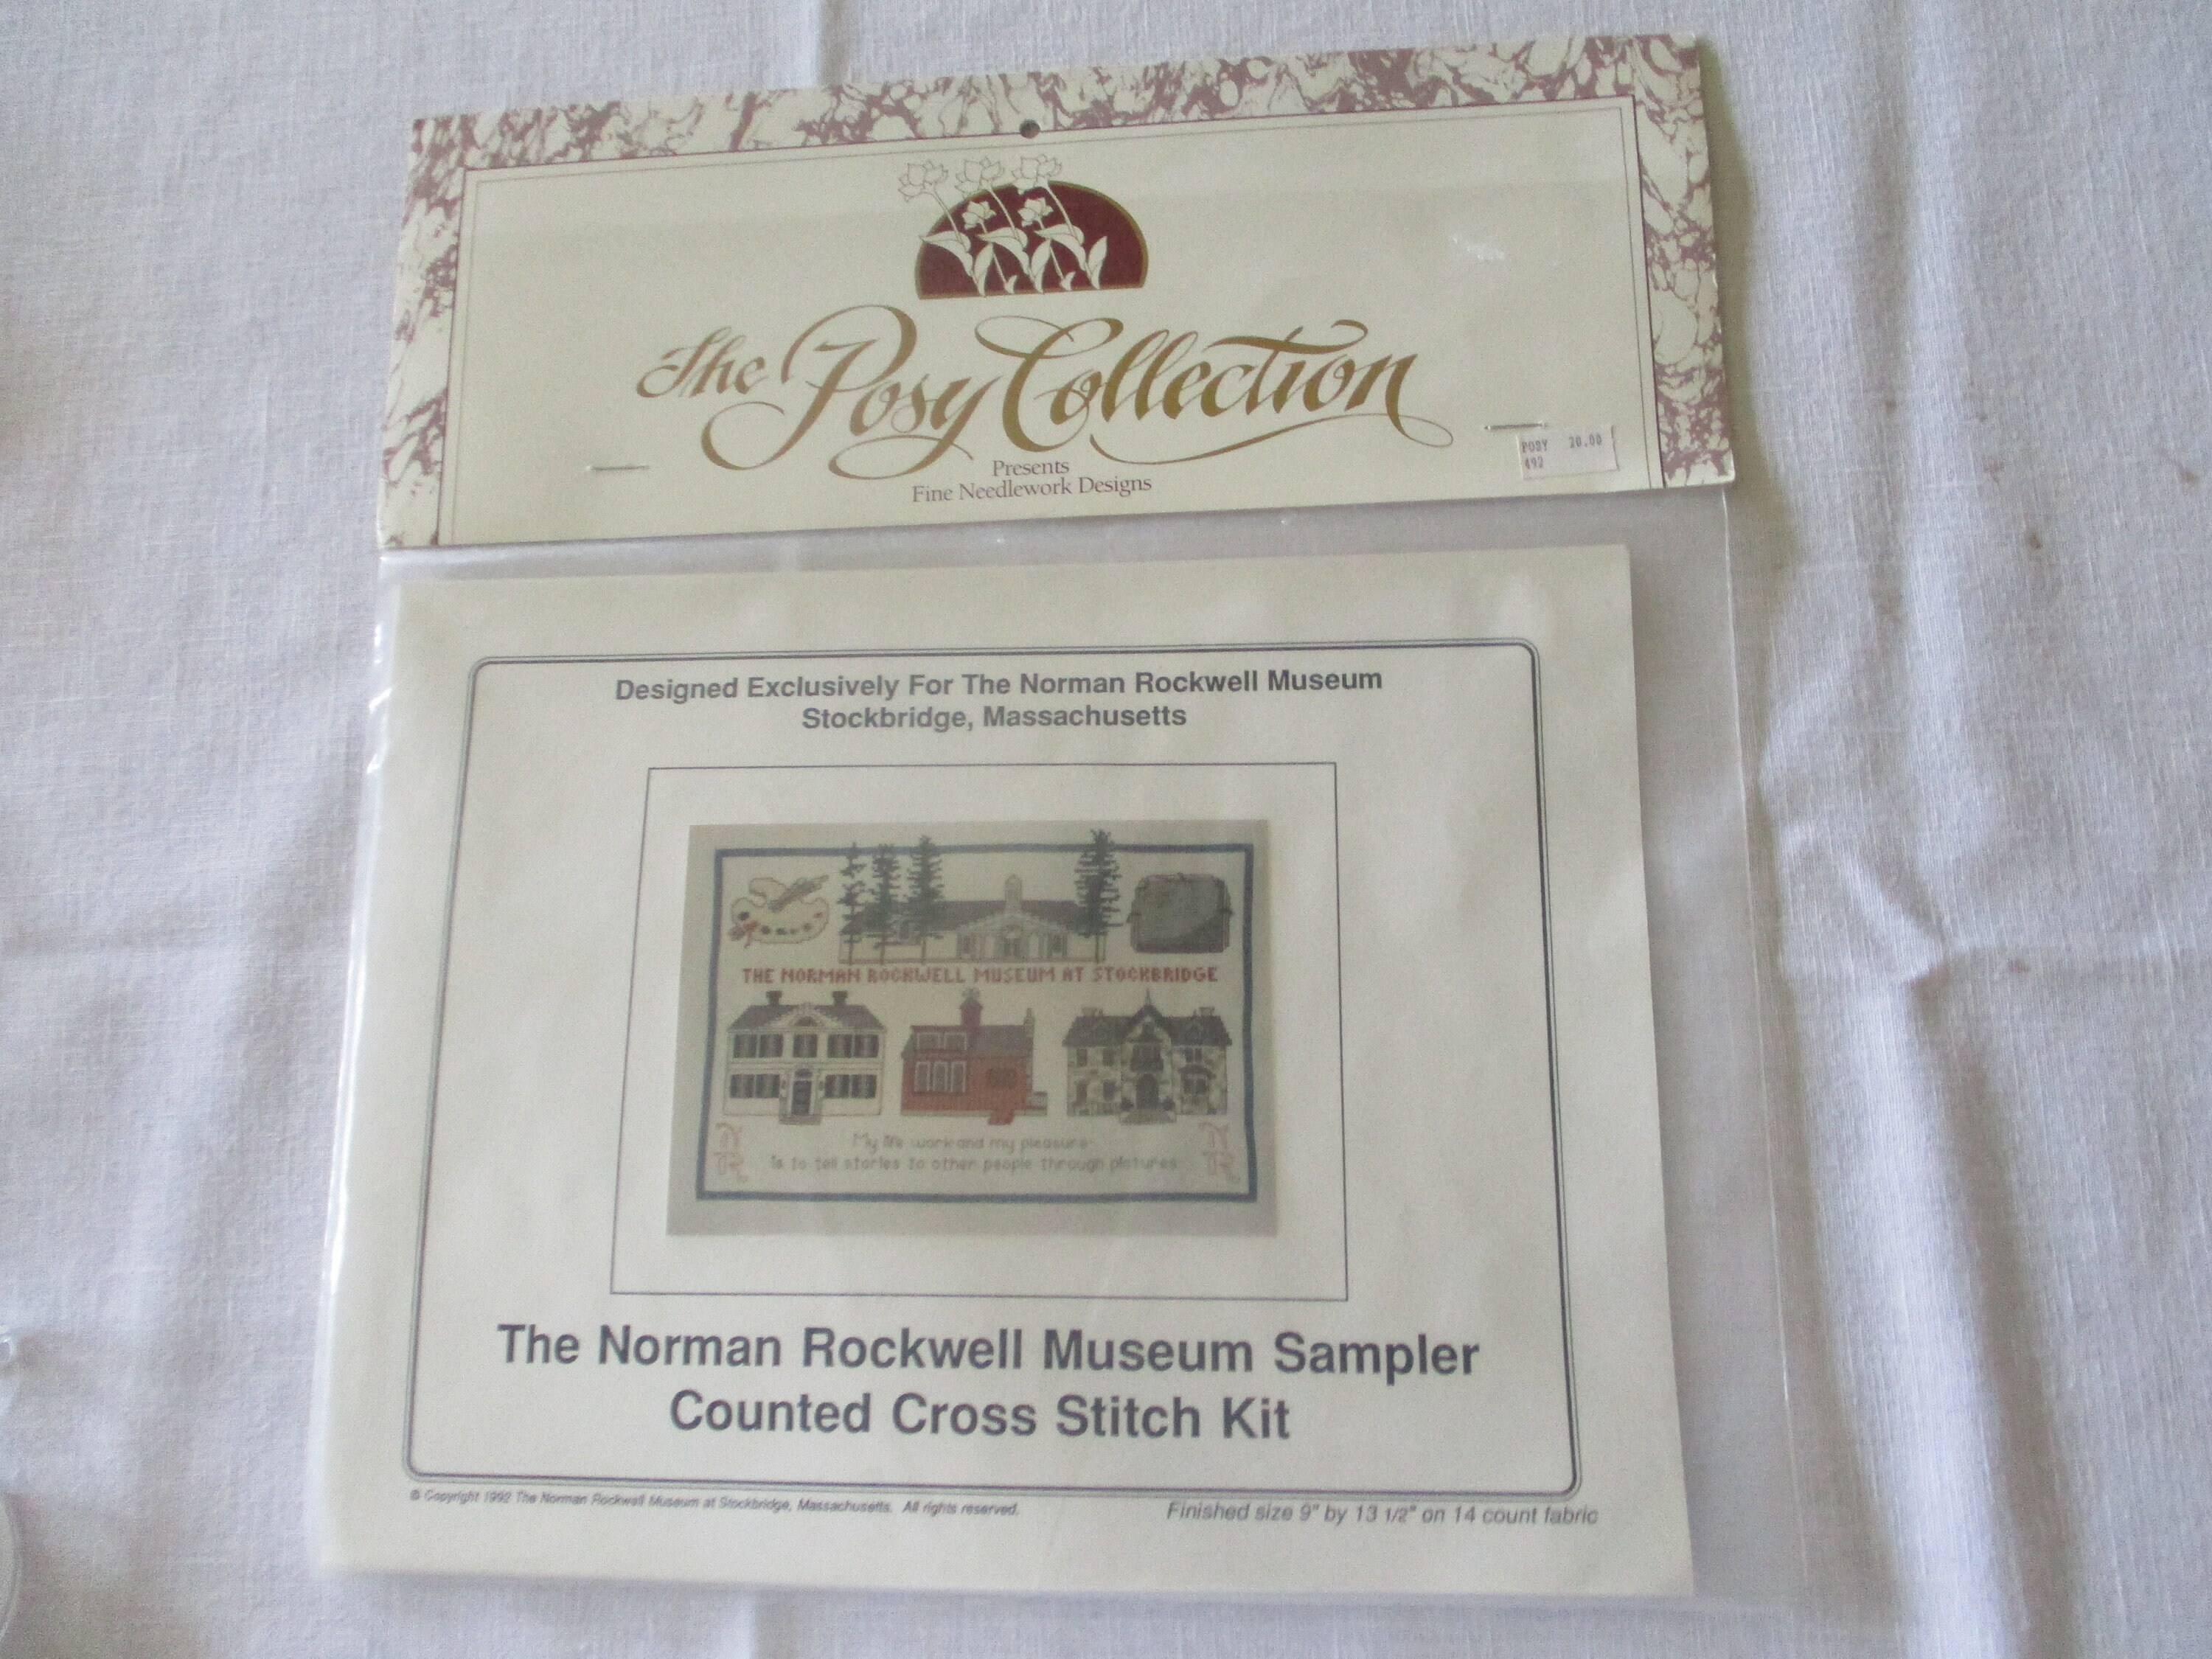 The Posy Collection
Presents
Fine Needlework Designs
POSY 20.00
492
Designed Exclusively For The Norman Rockwell Museum
Stockbridge, Massachusetts
THE NORMAN ROCKWELL MUSEUM AT STOCKBRIDGE
My life work and my pleasure
is to tell stories to other people through pictures
NR
NR
The Norman Rockwell Museum Sampler
Counted Cross Stitch Kit
© Copyright 1992 The Norman Rockwell Museum at Stockbridge, Massachusetts. All rights reserved.
Finished size 9" by 13 1/2" on 14 count fabric